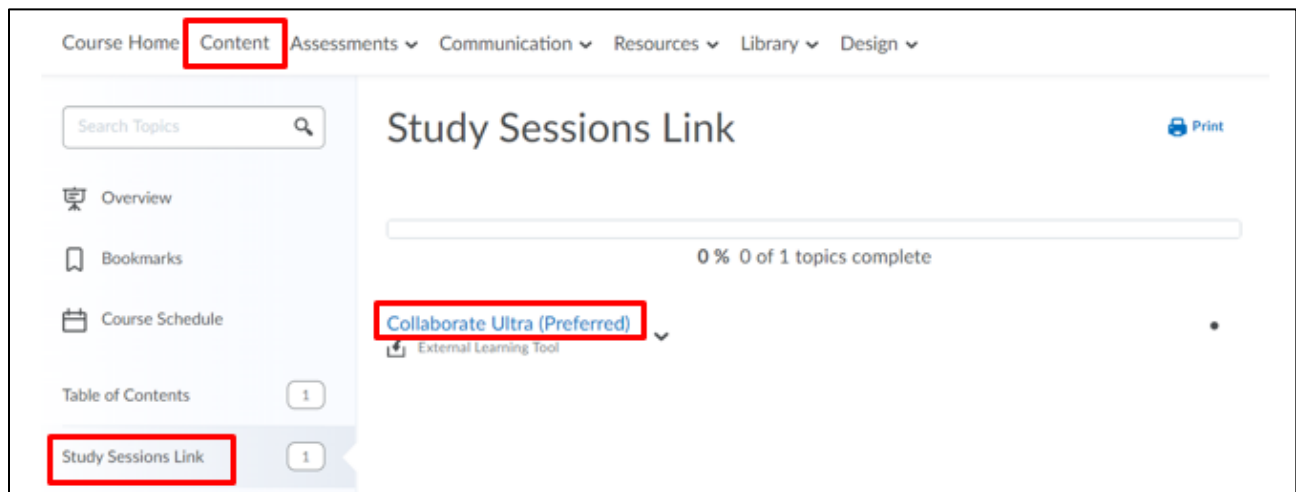 Course Home Content Assessments Communication Resources Library Design
Search Topics
Study Sessions Link
Print
Overview
Bookmarks
Course Schedule
0 % 0 of 1 topics complete
Collaborate Ultra (Preferred)
External Learning Tool
Table of Contents 1
Study Sessions Link 1